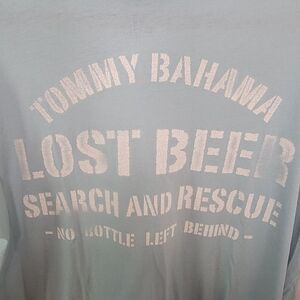 TOMMY BAHAMA
LOST BEER
SEARCH AND RESCUE
- NO BOTTLE LEFT BEHIND -